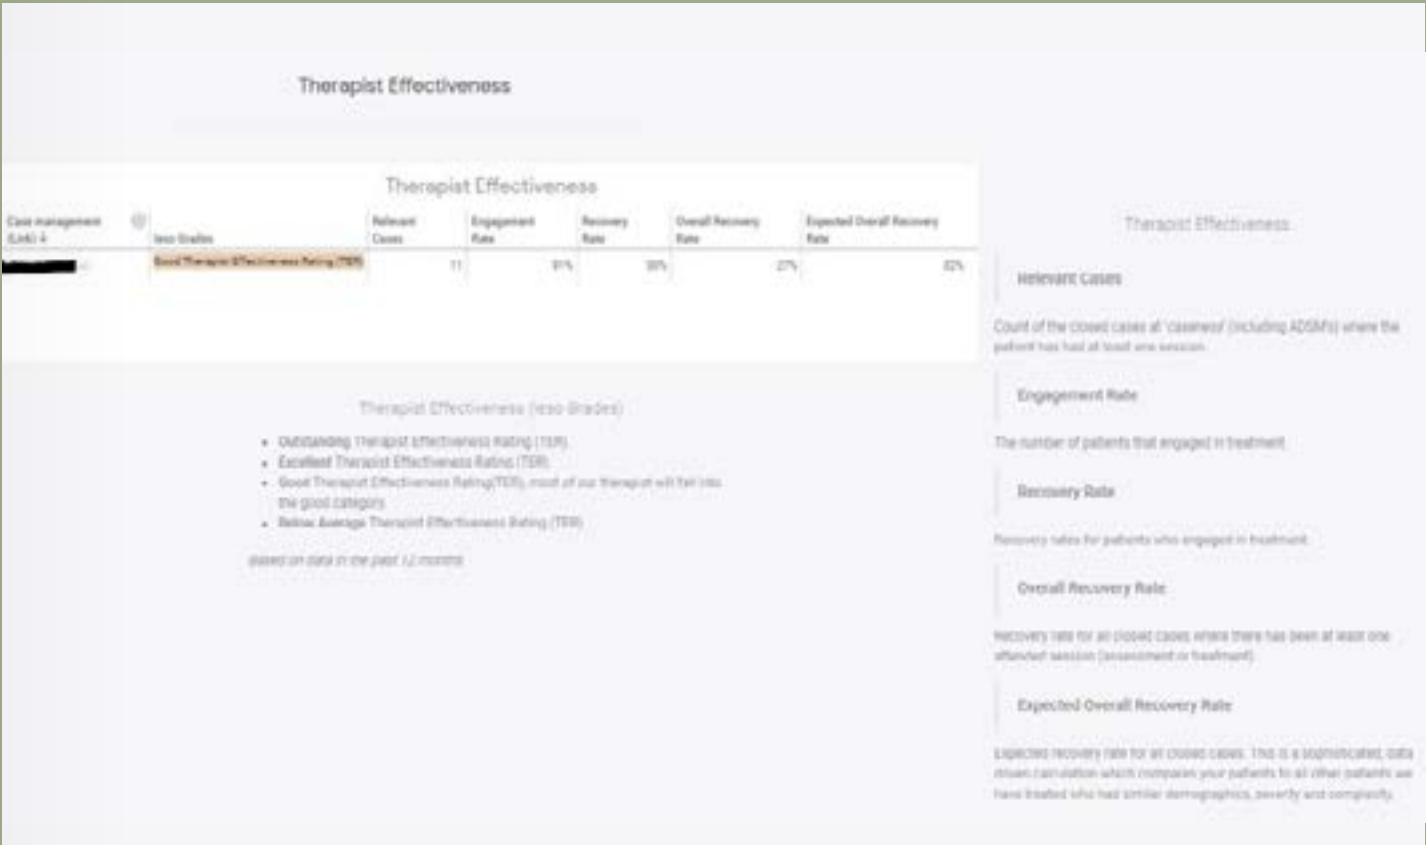 Therapist Effectiveness
Therapist Effectiveness
Case management
(Link) ↓
Ieso Grades
Relevant
Cases
Engagement
Rate
Recovery
Rate
Overall Recovery
Rate
Expected Overall Recovery
Rate
Good Therapist Effectiveness Rating (TER)
11
91%
27%
Therapist Effectiveness (Ieso Grades)
• Outstanding Therapist Effectiveness Rating (TER)
• Excellent Therapist Effectiveness Rating (TER)
• Good Therapist Effectiveness Rating(TER), most of our therapist will fall into
the good category.
• Below Average Therapist Effectiveness Rating (TER)
Based on data in the past 12 months
Therapist Effectiveness
Relevant Cases
Count of the closed cases at 'caseness' (including ADSM's) where the
patient has had at least one session.
Engagement Rate
The number of patients that engaged in treatment.
Recovery Rate
Recovery rates for patients who engaged in treatment.
Overall Recovery Rate
Recovery rate for all closed cases where there has been at least one
attended session (assessment or treatment)
Expected Overall Recovery Rate
Expected recovery rate for all closed cases. This is a sophisticated, data
driven calculation which compares your patients to all other patients we
have treated who had similar demographics, severity and complexity.